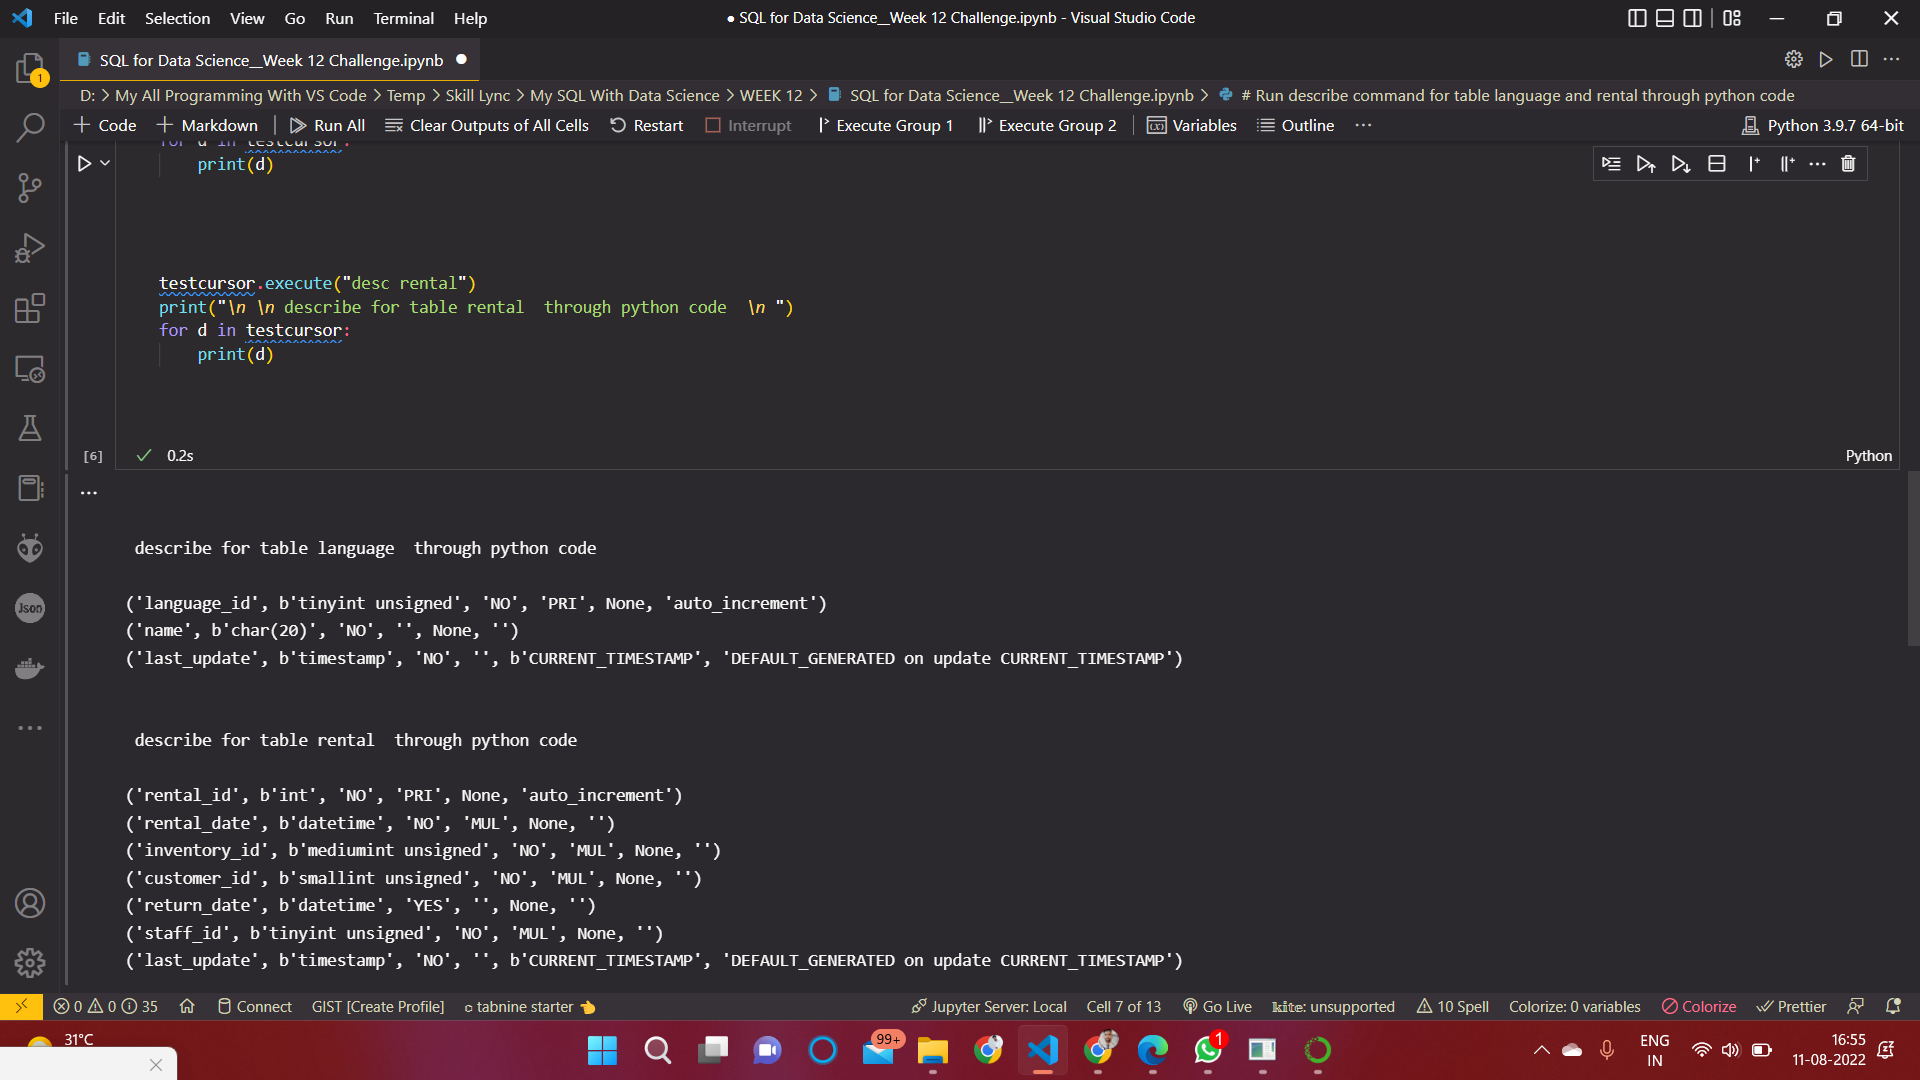 File Edit Selection View Go Run Terminal Help
● SQL for Data Science__Week 12 Challenge.ipynb - Visual Studio Code
SQL for Data Science__Week 12 Challenge.ipynb ●
D: > My All Programming With VS Code > Temp > Skill Lync > My SQL With Data Science > WEEK 12 > SQL for Data Science__Week 12 Challenge.ipynb > # Run describe command for table language and rental through python code
+ Code + Markdown | Run All Clear Outputs of All Cells Restart Interrupt Execute Group 1 Execute Group 2 | Variables Outline ··· Python 3.9.7 64-bit
1
for d in testcursor:
print(d)
testcursor.execute("desc rental")
print("\n \n describe for table rental  through python code  \n ")
for d in testcursor:
print(d)
[6] ✓ 0.2s Python
···
describe for table language  through python code
('language_id', b'tinyint unsigned', 'NO', 'PRI', None, 'auto_increment')
('name', b'char(20)', 'NO', '', None, '')
('last_update', b'timestamp', 'NO', '', b'CURRENT_TIMESTAMP', 'DEFAULT_GENERATED on update CURRENT_TIMESTAMP')
Json
describe for table rental  through python code
('rental_id', b'int', 'NO', 'PRI', None, 'auto_increment')
('rental_date', b'datetime', 'NO', 'MUL', None, '')
('inventory_id', b'mediumint unsigned', 'NO', 'MUL', None, '')
('customer_id', b'smallint unsigned', 'NO', 'MUL', None, '')
('return_date', b'datetime', 'YES', '', None, '')
('staff_id', b'tinyint unsigned', 'NO', 'MUL', None, '')
('last_update', b'timestamp', 'NO', '', b'CURRENT_TIMESTAMP', 'DEFAULT_GENERATED on update CURRENT_TIMESTAMP')
0 0 35 Connect GIST [Create Profile] tabnine starter 👈 Jupyter Server: Local Cell 7 of 13 Go Live kite: unsupported 10 Spell Colorize: 0 variables Colorize Prettier
31°C
99+
1
ENG
IN
16:55
11-08-2022